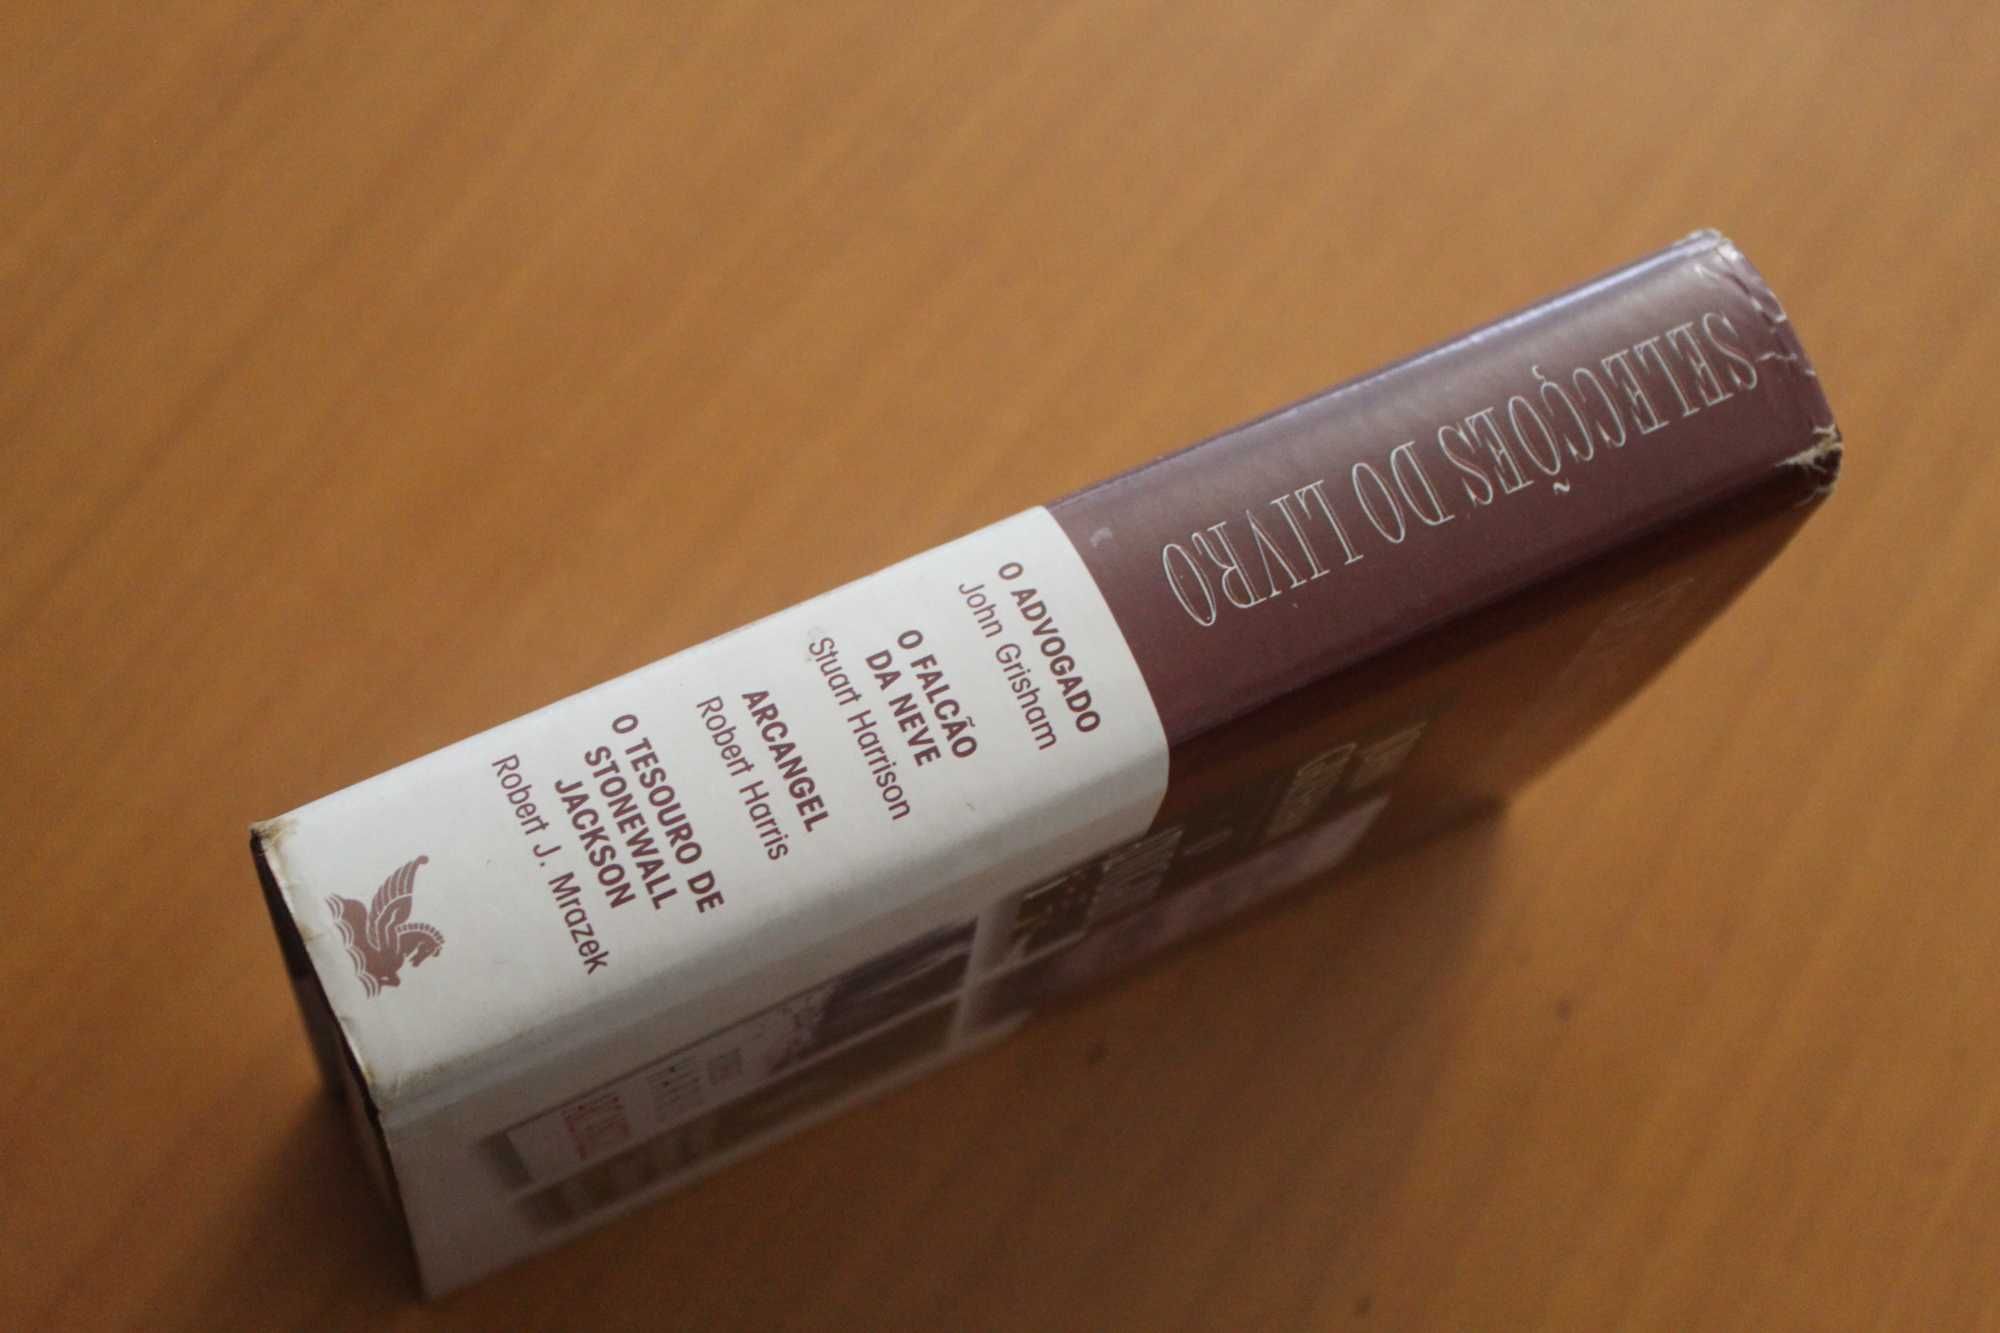 SELECÇÕES DO LIVRO
O ADVOGADO
John Grisham
O FALCÃO
DA NEVE
Stuart Harrison
ARCANGEL
Robert Harris
O TESOURO DE
STONEWALL
JACKSON
Robert J. Mrazek